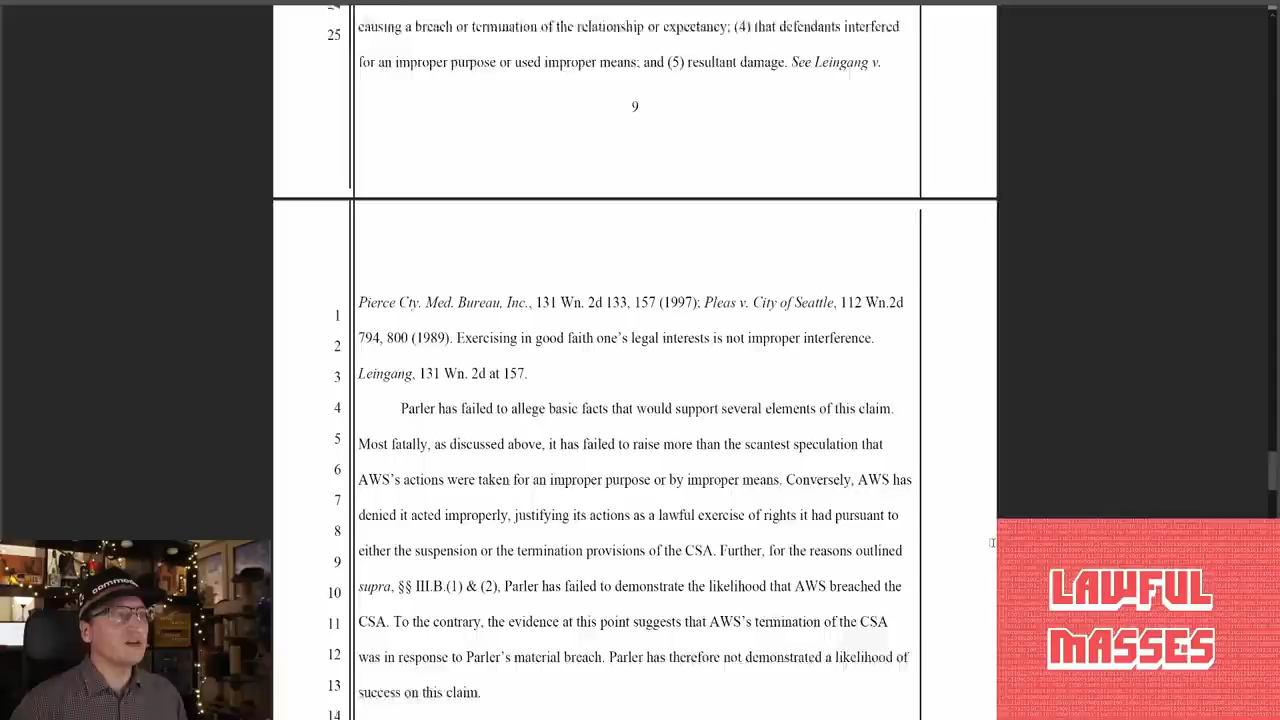 causing a breach or termination of the relationship or expectancy; (4) that defendants interfered
25
for an improper purpose or used improper means; and (5) resultant damage. See Leingang v.
9
Pierce Cty. Med. Bureau, Inc., 131 Wn. 2d 133, 157 (1997); Pleas v. City of Seattle, 112 Wn.2d
1
794, 800 (1989). Exercising in good faith one's legal interests is not improper interference.
2
Leingang, 131 Wn. 2d at 157.
3
Parler has failed to allege basic facts that would support several elements of this claim.
4
Most fatally, as discussed above, it has failed to raise more than the scantest speculation that
5
AWS's actions were taken for an improper purpose or by improper means. Conversely, AWS has
6
denied it acted improperly, justifying its actions as a lawful exercise of rights it had pursuant to
7
either the suspension or the termination provisions of the CSA. Further, for the reasons outlined
8
supra, §§ III.B.(1) & (2), Parler has failed to demonstrate the likelihood that AWS breached the
9
CSA. To the contrary, the evidence at this point suggests that AWS's termination of the CSA
10
was in response to Parler's material breach. Parler has therefore not demonstrated a likelihood of
11
success on this claim.
12
13
14
LAWFUL
MASSES